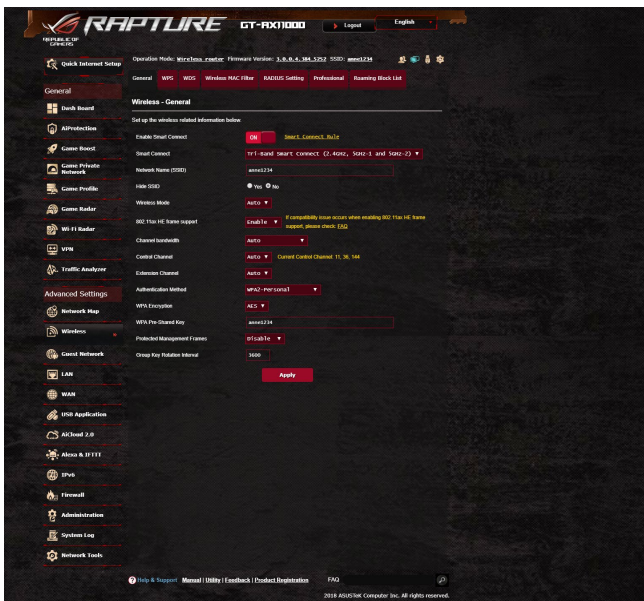 RAPTURE
REPUBLIC OF
GAMERS
GT-AX11000
Logout
English
Quick Internet Setup
Operation Mode: Wireless router Firmware Version: 3.0.0.4.384_5252 SSID: anne1234
General WPS WDS Wireless MAC Filter RADIUS Setting Professional Roaming Block List
General
Dash Board
AiProtection
Game Boost
Game Private
Network
Game Profile
Game Radar
Wi-Fi Radar
VPN
Traffic Analyzer
Advanced Settings
Network Map
Wireless
Guest Network
LAN
WAN
USB Application
AiCloud 2.0
Alexa & IFTTT
IPv6
Firewall
Administration
System Log
Network Tools
Wireless - General
Set up the wireless related information below.
Enable Smart Connect ON Smart Connect Rule
Smart Connect Tri-Band Smart Connect (2.4GHz, 5GHz-1 and 5GHz-2)
Network Name (SSID) anne1234
Hide SSID Yes No
Wireless Mode Auto
802.11ax HE frame support Enable If compatibility issue occurs when enabling 802.11ax HE frame
support, please check: FAQ
Channel bandwidth Auto
Control Channel Auto Current Control Channel: 11, 36, 144
Extension Channel Auto
Authentication Method WPA2-Personal
WPA Encryption AES
WPA Pre-Shared Key anne1234
Protected Management Frames Disable
Group Key Rotation Interval 3600
Apply
Help & Support Manual | Utility | Feedback | Product Registration FAQ
2018 ASUSTeK Computer Inc. All rights reserved.